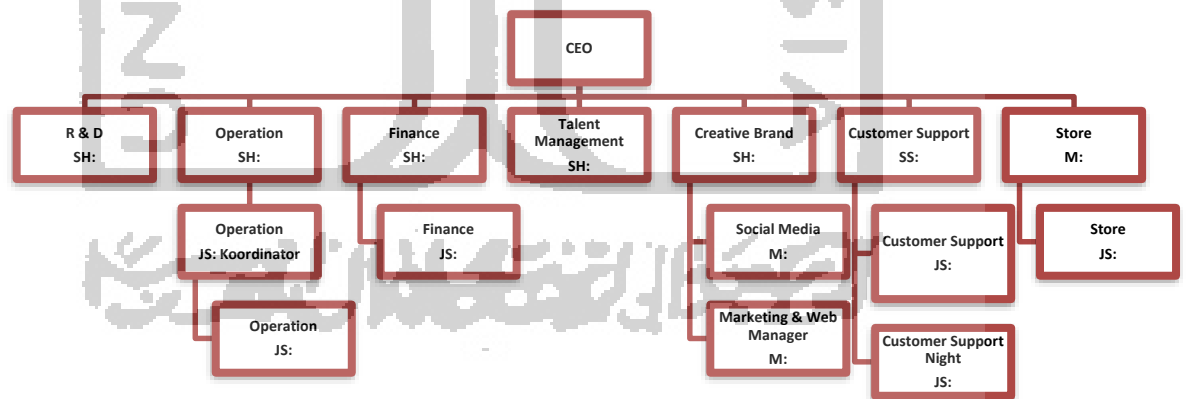 CEO
R & D
SH:
Operation
SH:
Finance
SH:
Talent
Management
SH:
Creative Brand
SH:
Customer Support
SS:
Store
M:
Operation
JS: Koordinator
Finance
JS:
Social Media
M:
Customer Support
JS:
Store
JS:
Operation
JS:
Marketing & Web
Manager
M:
Customer Support
Night
JS: